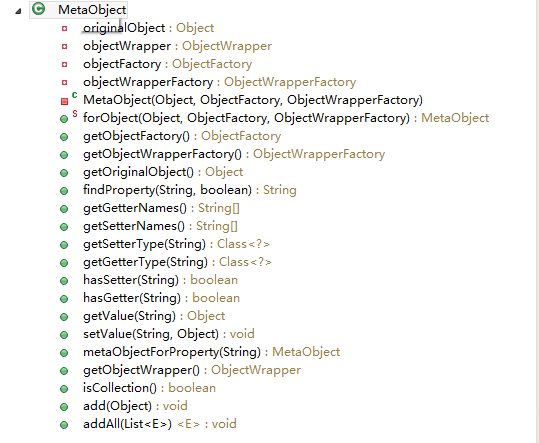 MetaObject
originalObject : Object
objectWrapper : ObjectWrapper
objectFactory : ObjectFactory
objectWrapperFactory : ObjectWrapperFactory
MetaObject(Object, ObjectFactory, ObjectWrapperFactory)
forObject(Object, ObjectFactory, ObjectWrapperFactory) : MetaObject
getObjectFactory() : ObjectFactory
getObjectWrapperFactory() : ObjectWrapperFactory
getOriginalObject() : Object
findProperty(String, boolean) : String
getGetterNames() : String[]
getSetterNames() : String[]
getSetterType(String) : Class<?>
getGetterType(String) : Class<?>
hasSetter(String) : boolean
hasGetter(String) : boolean
getValue(String) : Object
setValue(String, Object) : void
metaObjectForProperty(String) : MetaObject
getObjectWrapper() : ObjectWrapper
isCollection() : boolean
add(Object) : void
addAll(List<E>) <E> : void